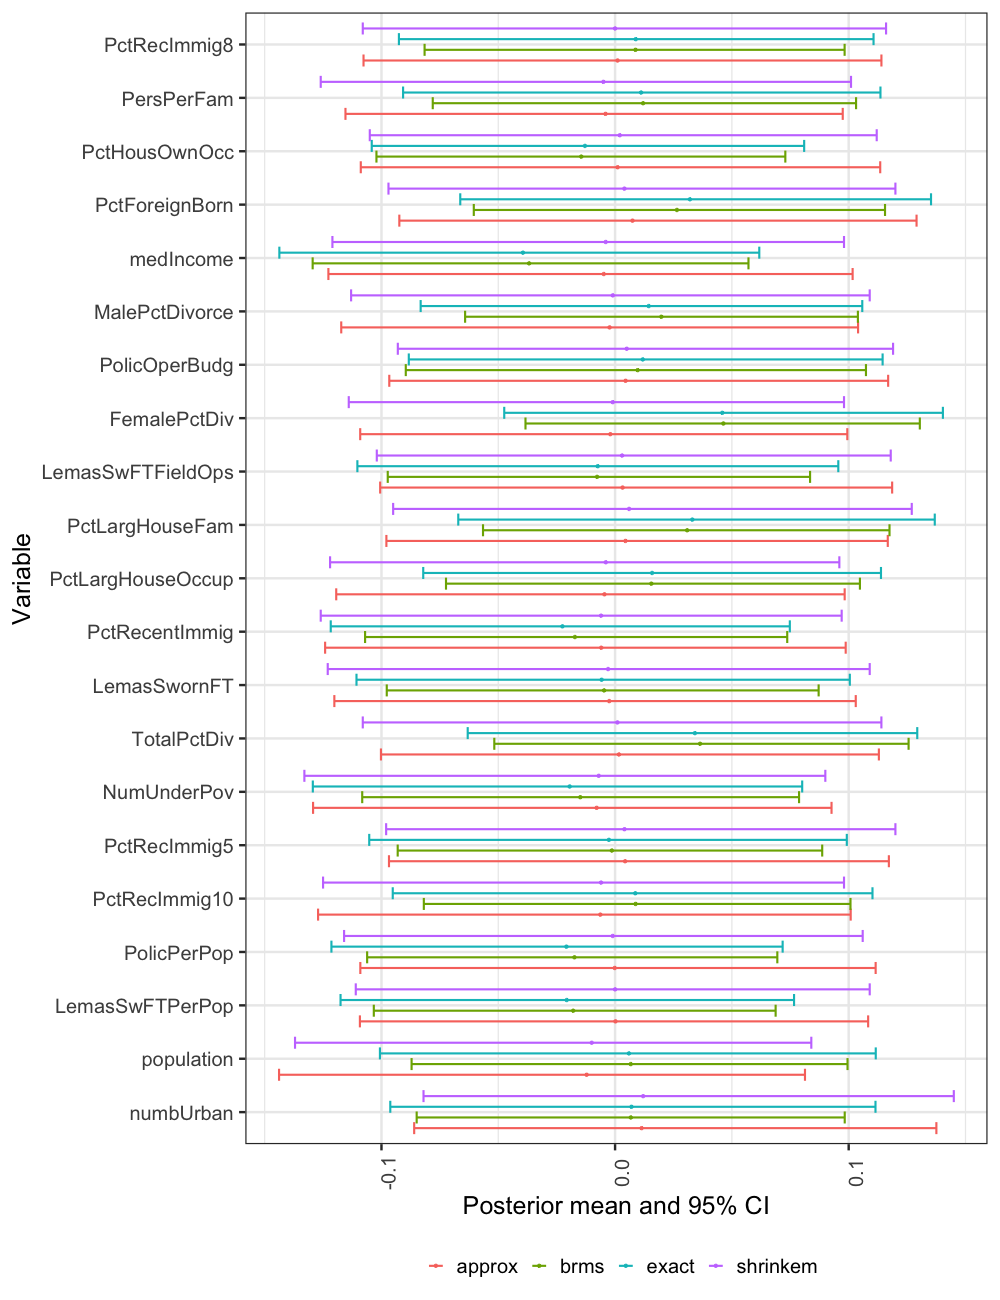 PctRecImmig8
PersPerFam
PctHousOwnOcc
PctForeignBorn
medIncome
MalePctDivorce
PolicOperBudg
FemalePctDiv
LemasSwFTFieldOps
PctLargHouseFam
PctLargHouseOccup
PctRecentImmig
LemasSwornFT
TotalPctDiv
NumUnderPov
PctRecImmig5
PctRecImmig10
PolicPerPop
LemasSwFTPerPop
population
numbUrban
Variable
-0.1 0.0 0.1
Posterior mean and 95% CI
approx brms exact shrinkem